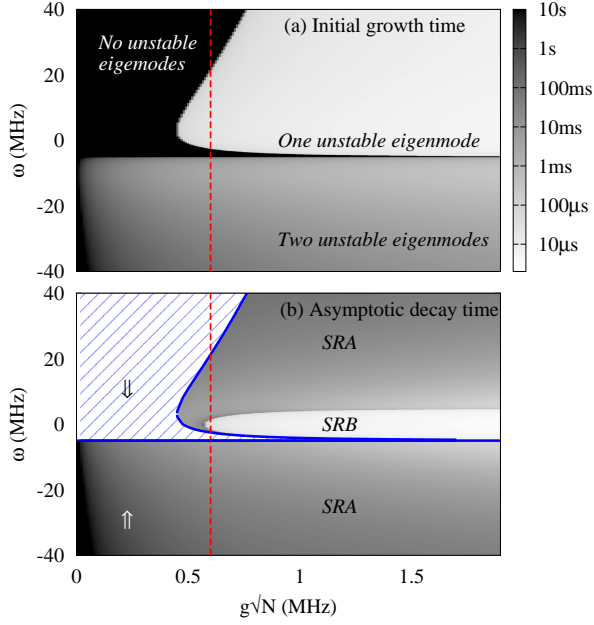 40
20
0
-20
-40
ω (MHz)
No unstable
eigemodes
(a) Initial growth time
One unstable eigenmode
Two unstable eigenmodes
10s
1s
100ms
10ms
1ms
100μs
10μs
40
20
0
-20
-40
ω (MHz)
(b) Asymptotic decay time
SRA
⇓
SRB
SRA
⇑
0
0.5
1
1.5
g√N (MHz)